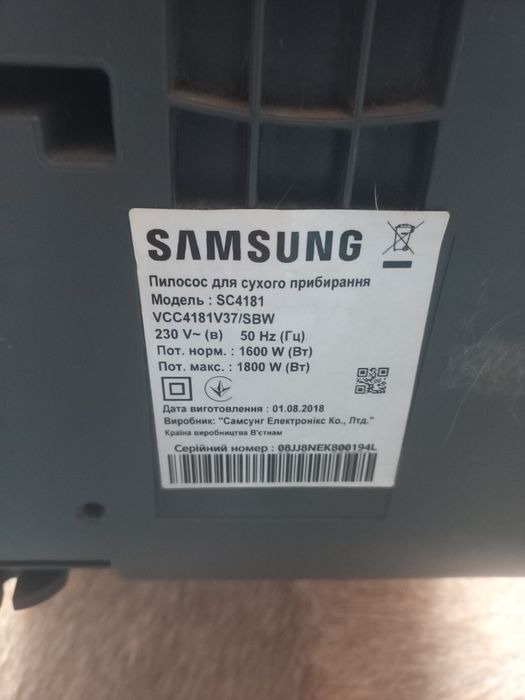 SAMSUNG
Пилосос для сухого прибирання
Модель : SC4181
VCC4181V37/SBW
230 V~ (в) 50 Hz (Гц)
Пот. норм. : 1600 W (Вт)
Пот. макс. : 1800 W (Вт)
Дата виготовлення : 01.08.2018
Виробник: "Самсунг Електронікс Ко., Лтд."
Країна виробництва В'єтнам
Серійний номер : 08JJ8NEK800194L